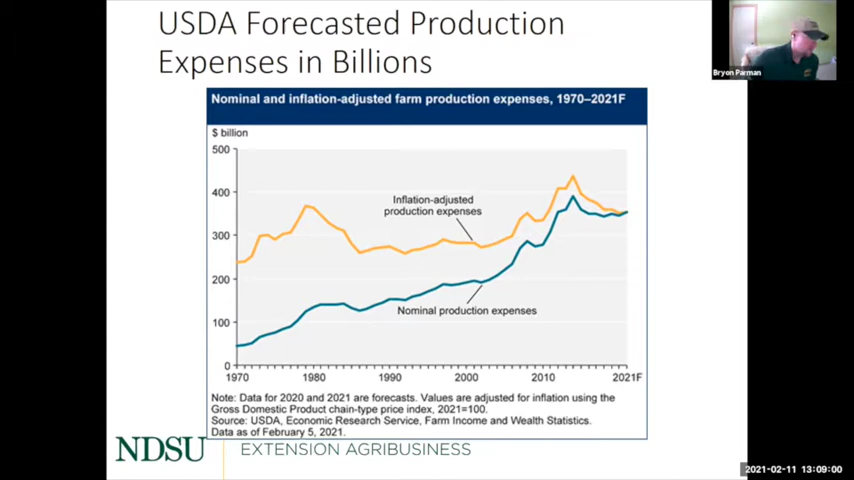 USDA Forecasted Production
Expenses in Billions
Bryon Parman
Nominal and inflation-adjusted farm production expenses, 1970–2021F
$ billion
500
400
300
200
100
0
Inflation-adjusted
production expenses
Nominal production expenses
1970
1980
1990
2000
2010
2021F
Note: Data for 2020 and 2021 are forecasts. Values are adjusted for inflation using the
Gross Domestic Product chain-type price index, 2021=100.
Source: USDA, Economic Research Service, Farm Income and Wealth Statistics.
Data as of February 5, 2021.
NDSU
EXTENSION AGRIBUSINESS
2021-02-11 13:09:00